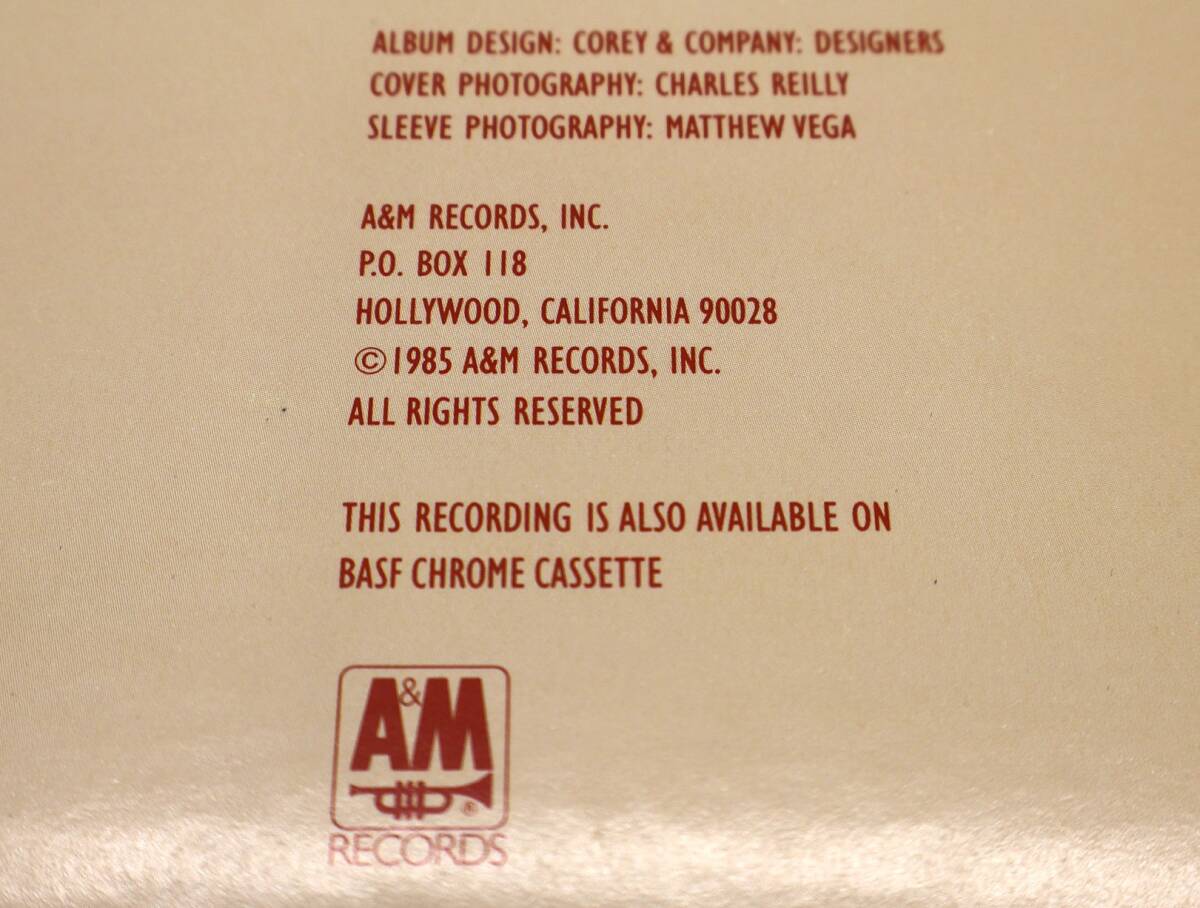 ALBUM DESIGN: COREY & COMPANY: DESIGNERS
COVER PHOTOGRAPHY: CHARLES REILLY
SLEEVE PHOTOGRAPHY: MATTHEW VEGA
A&M RECORDS, INC.
P.O. BOX 118
HOLLYWOOD, CALIFORNIA 90028
©1985 A&M RECORDS, INC.
ALL RIGHTS RESERVED
THIS RECORDING IS ALSO AVAILABLE ON
BASF CHROME CASSETTE
A&M
®
RECORDS